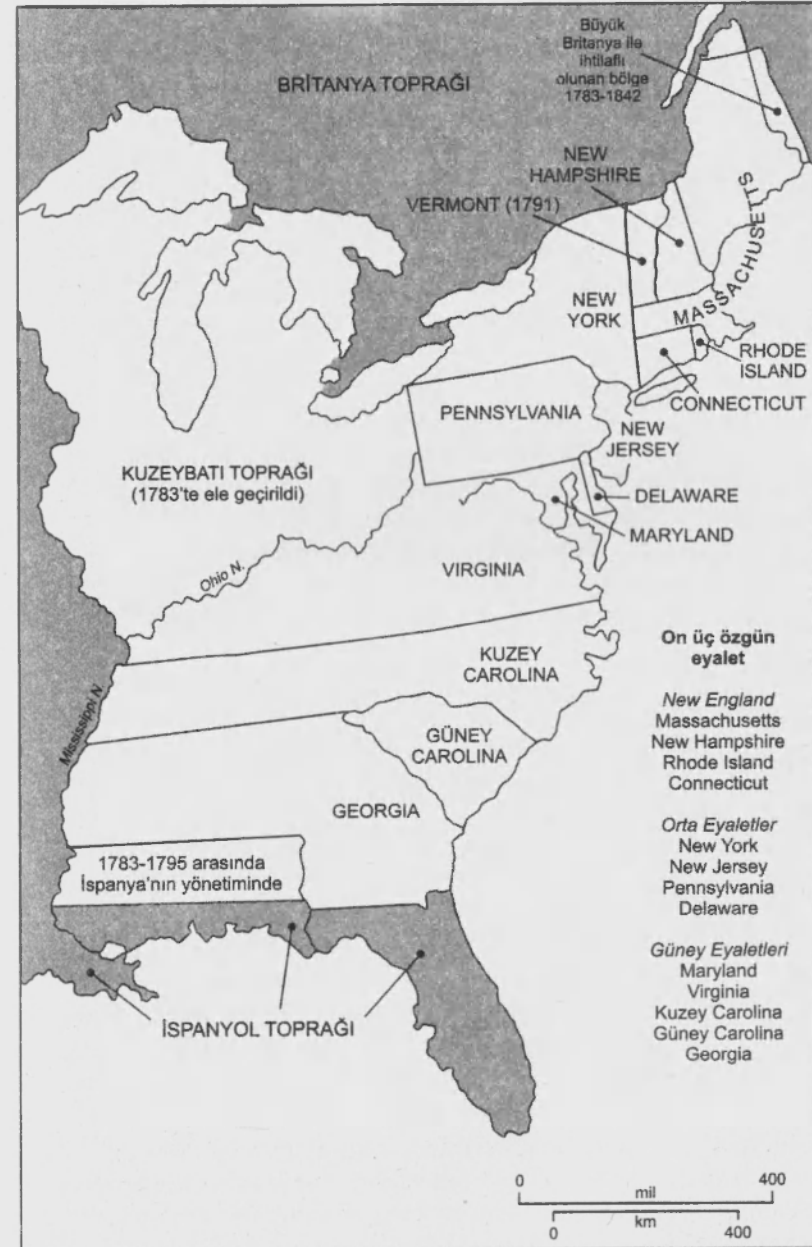 Büyük
Britanya ile
ihtilaflı
olunan bölge
1783-1842
BRİTANYA TOPRAĞI
NEW
HAMPSHIRE
VERMONT (1791)
MASSACHUSETTS
NEW
YORK
RHODE
ISLAND
CONNECTICUT
PENNSYLVANIA
NEW
JERSEY
KUZEYBATI TOPRAĞI
(1783'te ele geçirildi)
DELAWARE
MARYLAND
Ohio N.
VIRGINIA
KUZEY
CAROLINA
Mississippi N
GÜNEY
CAROLINA
GEORGIA
1783-1795 arasında
İspanya'nın yönetiminde
İSPANYOL TOPRAĞI
On üç özgün
eyalet
New England
Massachusetts
New Hampshire
Rhode Island
Connecticut
Orta Eyaletler
New York
New Jersey
Pennsylvania
Delaware
Güney Eyaletleri
Maryland
Virginia
Kuzey Carolina
Güney Carolina
Georgia
0 400
mil
km
0 400